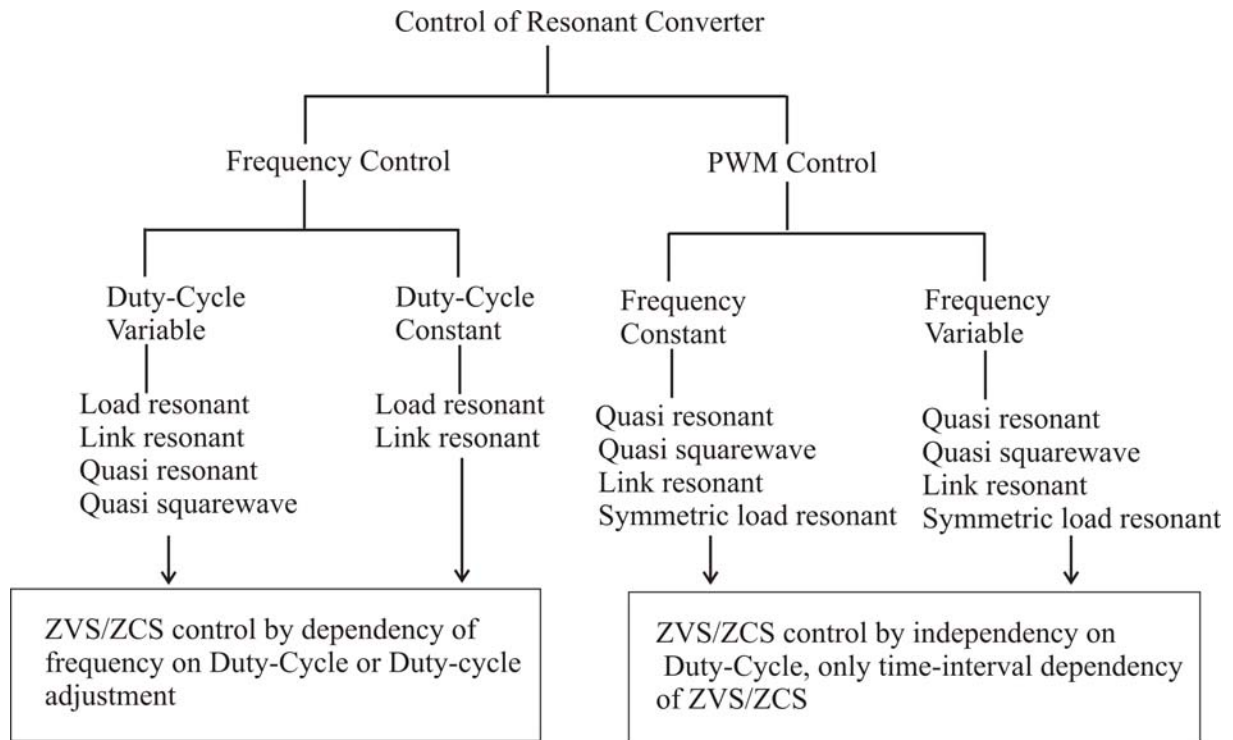 Control of Resonant Converter
Frequency Control
PWM Control
Duty-Cycle
Variable
Duty-Cycle
Constant
Frequency
Constant
Frequency
Variable
Load resonant
Link resonant
Quasi resonant
Quasi squarewave
Load resonant
Link resonant
Quasi resonant
Quasi squarewave
Link resonant
Symmetric load resonant
Quasi resonant
Quasi squarewave
Link resonant
Symmetric load resonant
ZVS/ZCS control by dependency of
frequency on Duty-Cycle or Duty-cycle
adjustment
ZVS/ZCS control by independency on
Duty-Cycle, only time-interval dependency
of ZVS/ZCS